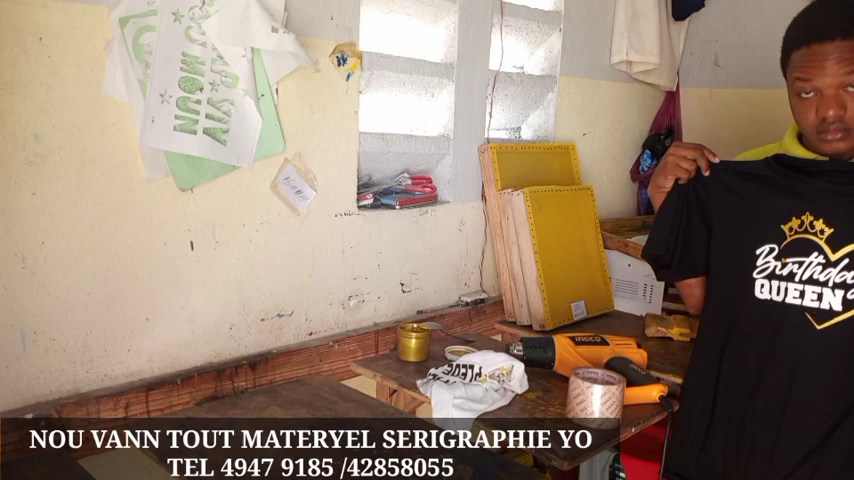 Birthday
QUEEN
INGCO
NOU VANN TOUT MATERYEL SERIGRAPHIE YO
TEL 4947 9185 /42858055